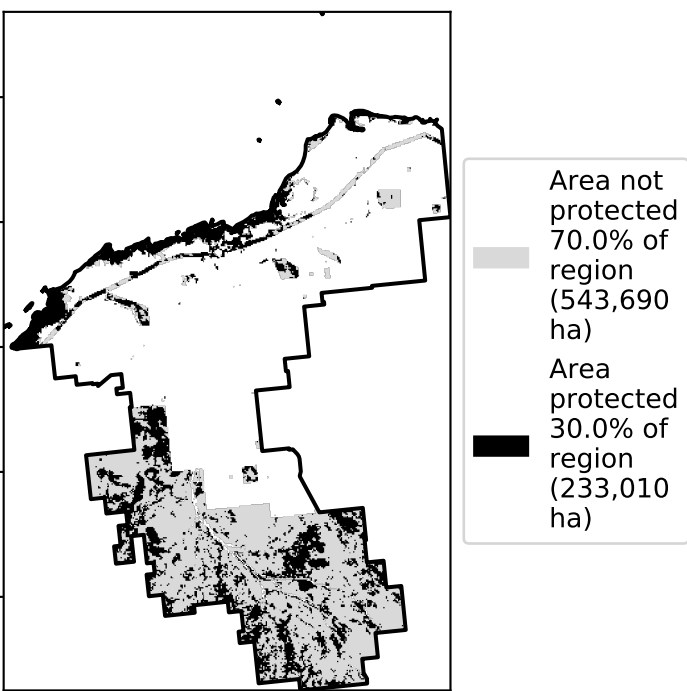 Area not
protected
70.0% of
region
(543,690
ha)
Area
protected
30.0% of
region
(233,010
ha)